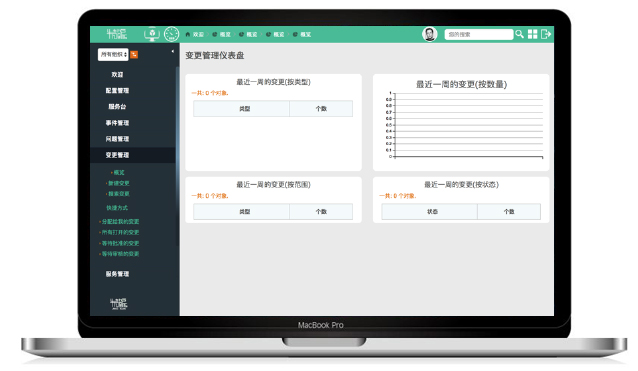 欢迎 概览 概览 概览 概览
您的搜索
所有组织
欢迎
配置管理
服务台
事件管理
问题管理
变更管理
概览
新建变更
搜索变更
快捷方式
分配给我的变更
所有打开的变更
等待批准的变更
等待审核的变更
服务管理
变更管理仪表盘
最近一周的变更(按类型)
一共: 0 个对象.
类型 个数
最近一周的变更(按数量)
1
0.9
0.8
0.7
0.6
0.5
0.4
0.3
0.2
0.1
0
最近一周的变更(按范围)
一共: 0 个对象.
类型 个数
最近一周的变更(按状态)
一共: 0 个对象.
状态 个数
MacBook Pro